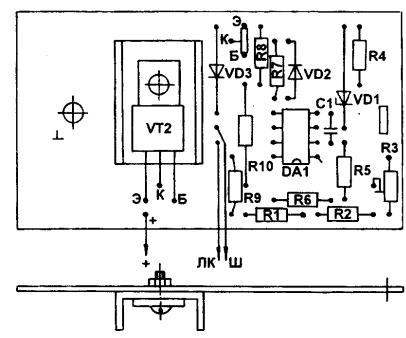 Э
К
Б
R8
R7
VD3
VD2
R4
VD1
C1
VT2
R10
DA1
R5
R3
R9
R6
R1
R2
Э
К
Б
+
+
ЛК
Ш